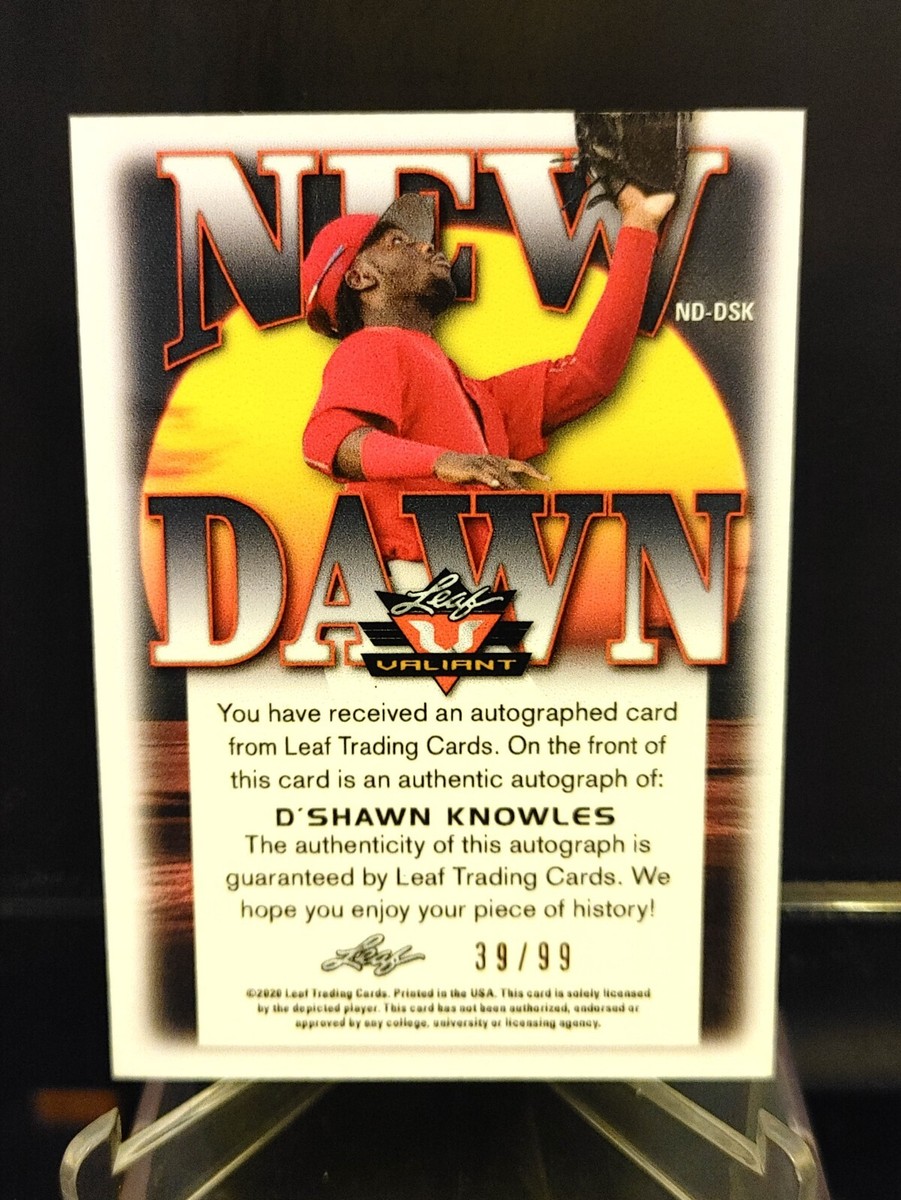 NEW
ND-DSK
DAWN
Leaf
VALIANT
You have received an autographed card
from Leaf Trading Cards. On the front of
this card is an authentic autograph of:
D'SHAWN KNOWLES
The authenticity of this autograph is
guaranteed by Leaf Trading Cards. We
hope you enjoy your piece of history!
Leaf 39/99
©2020 Leaf Trading Cards. Printed in the USA. This card is solely licensed
by the depicted player. This card has not been authorized, endorsed or
approved by any college, university or licensing agency.